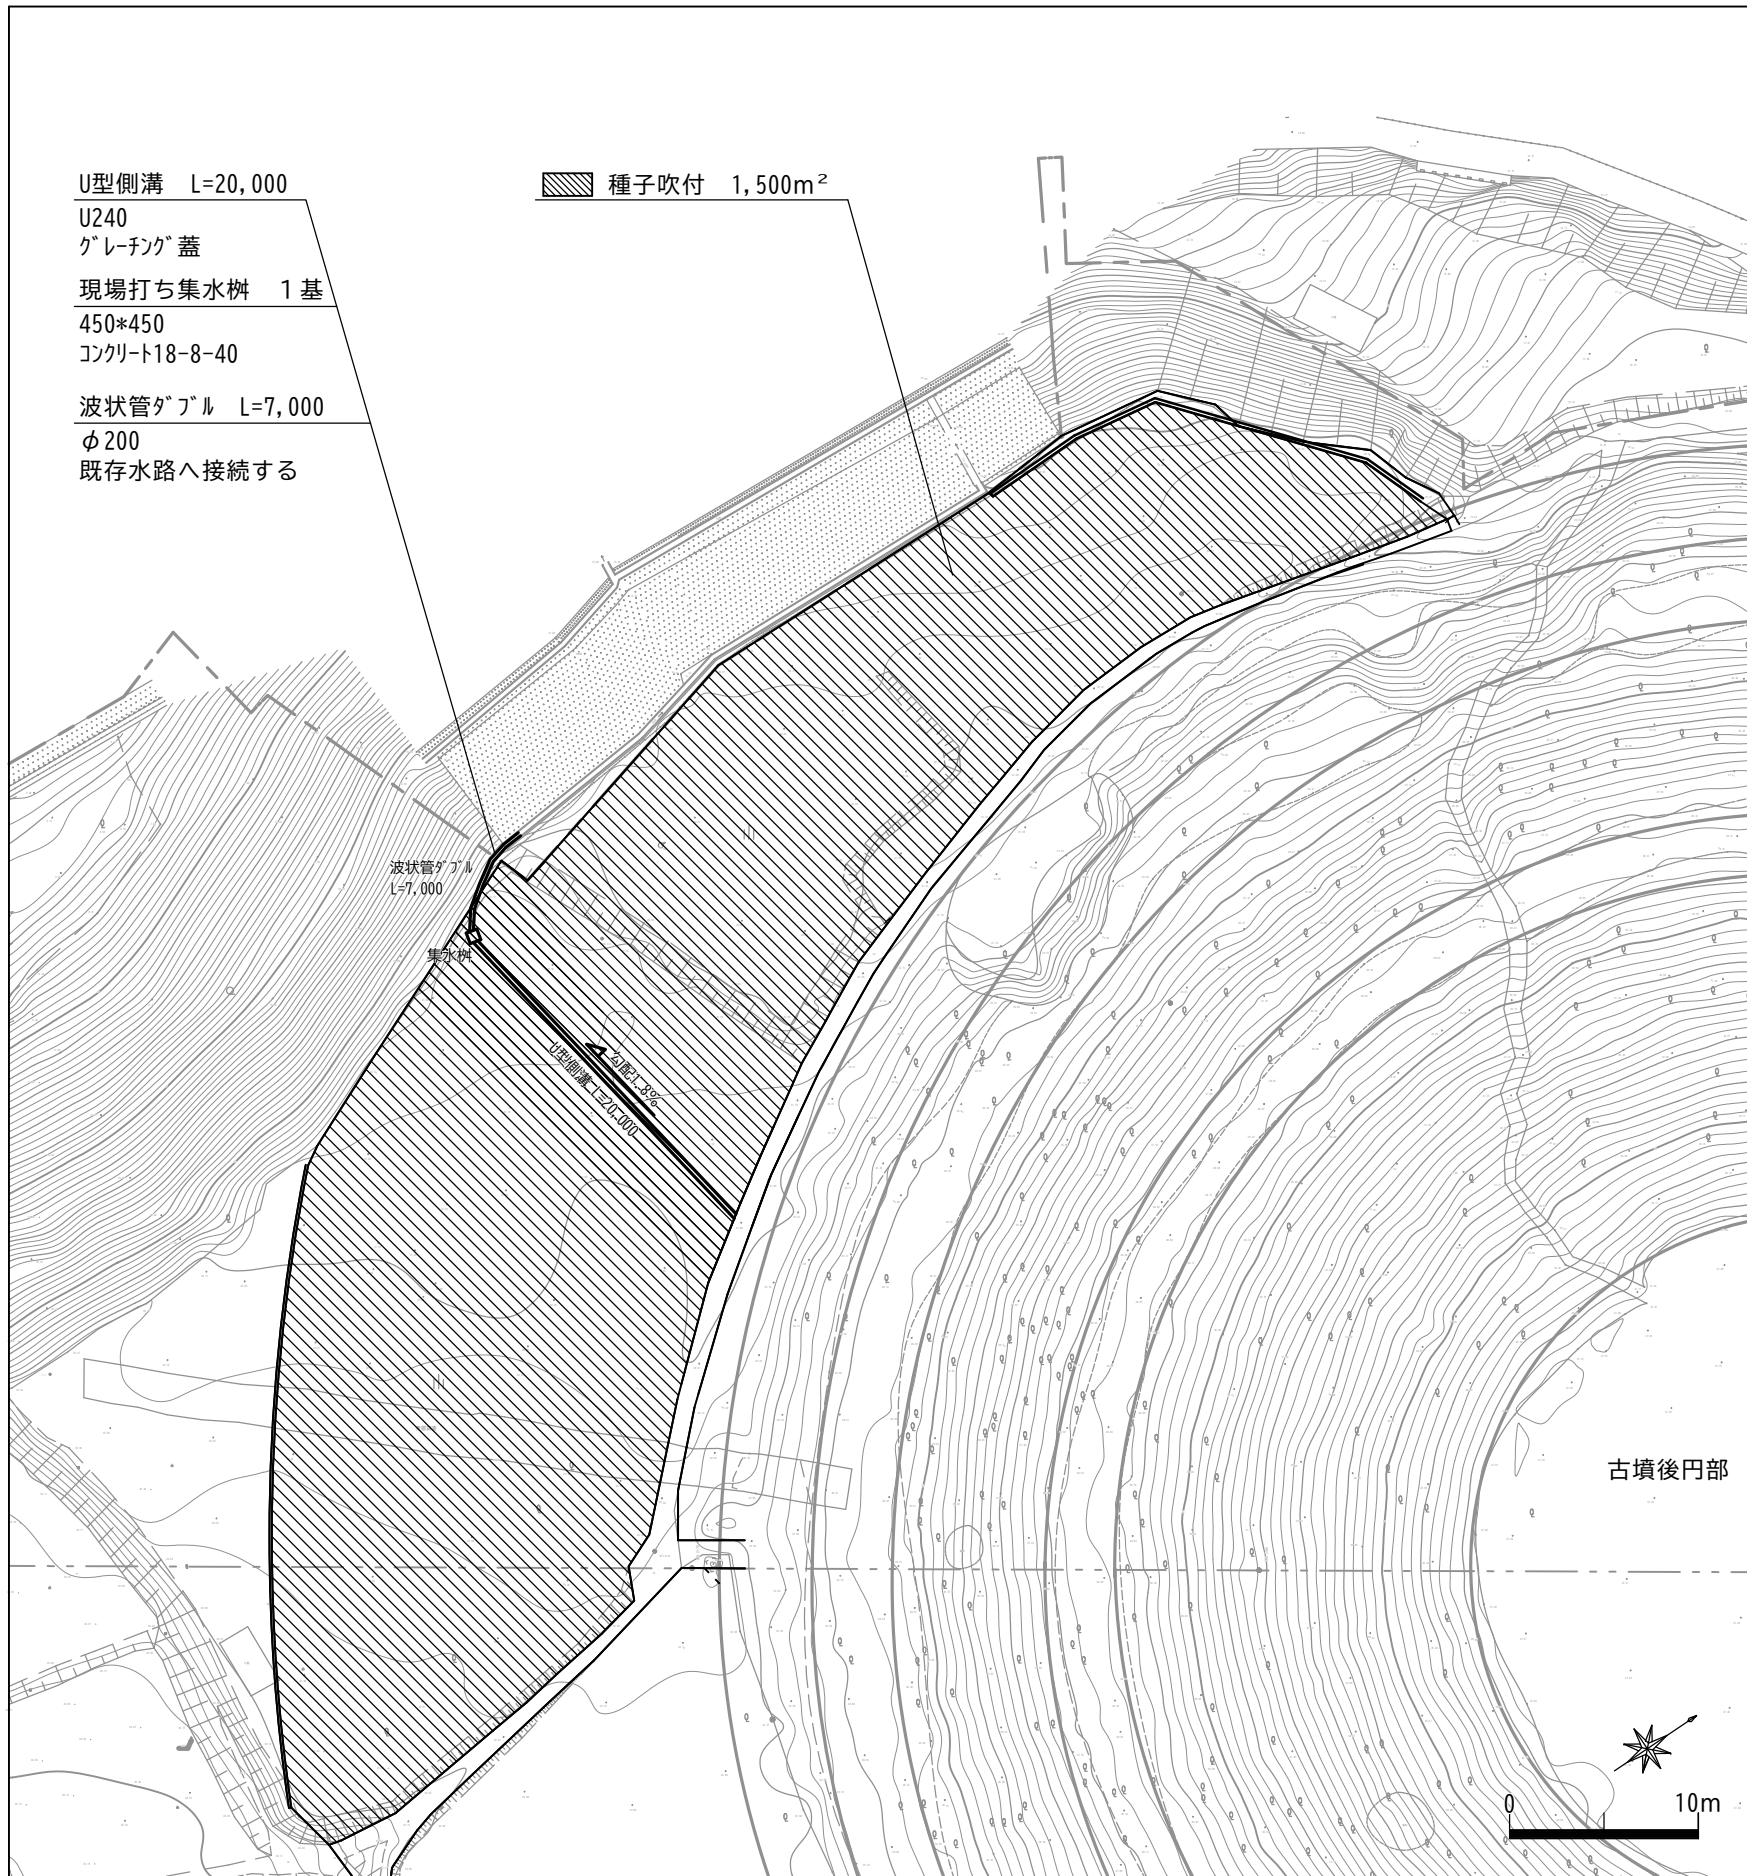 U型側溝　L=20,000
U240
ｸﾞﾚｰﾁﾝｸﾞ蓋
現場打ち集水桝　1基
450*450
ｺﾝｸﾘｰﾄ18-8-40
波状管ﾀﾞﾌﾞﾙ　L=7,000
φ200
既存水路へ接続する
種子吹付　1,500m²
波状管ﾀﾞﾌﾞﾙ
L=7,000
集水桝
勾配1.8%
U型側溝 L=20,000
古墳後円部
0
10m